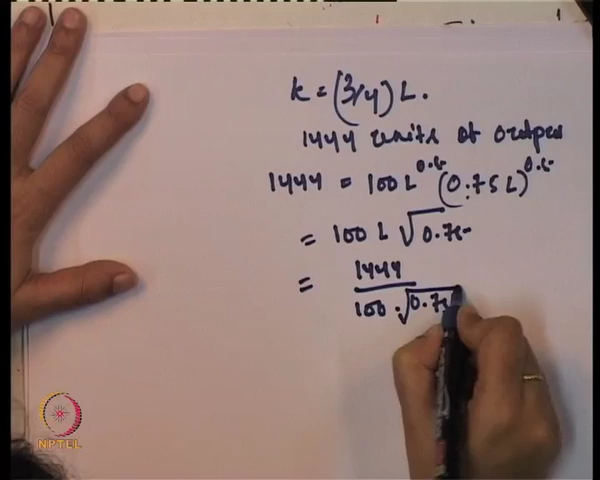 K = (3/4) L.
1444 units of output
1444 = 100 L^0.5 (0.75 L)^0.5
= 100 L √0.75
= 1444 / 100 . √0.75
NPTEL